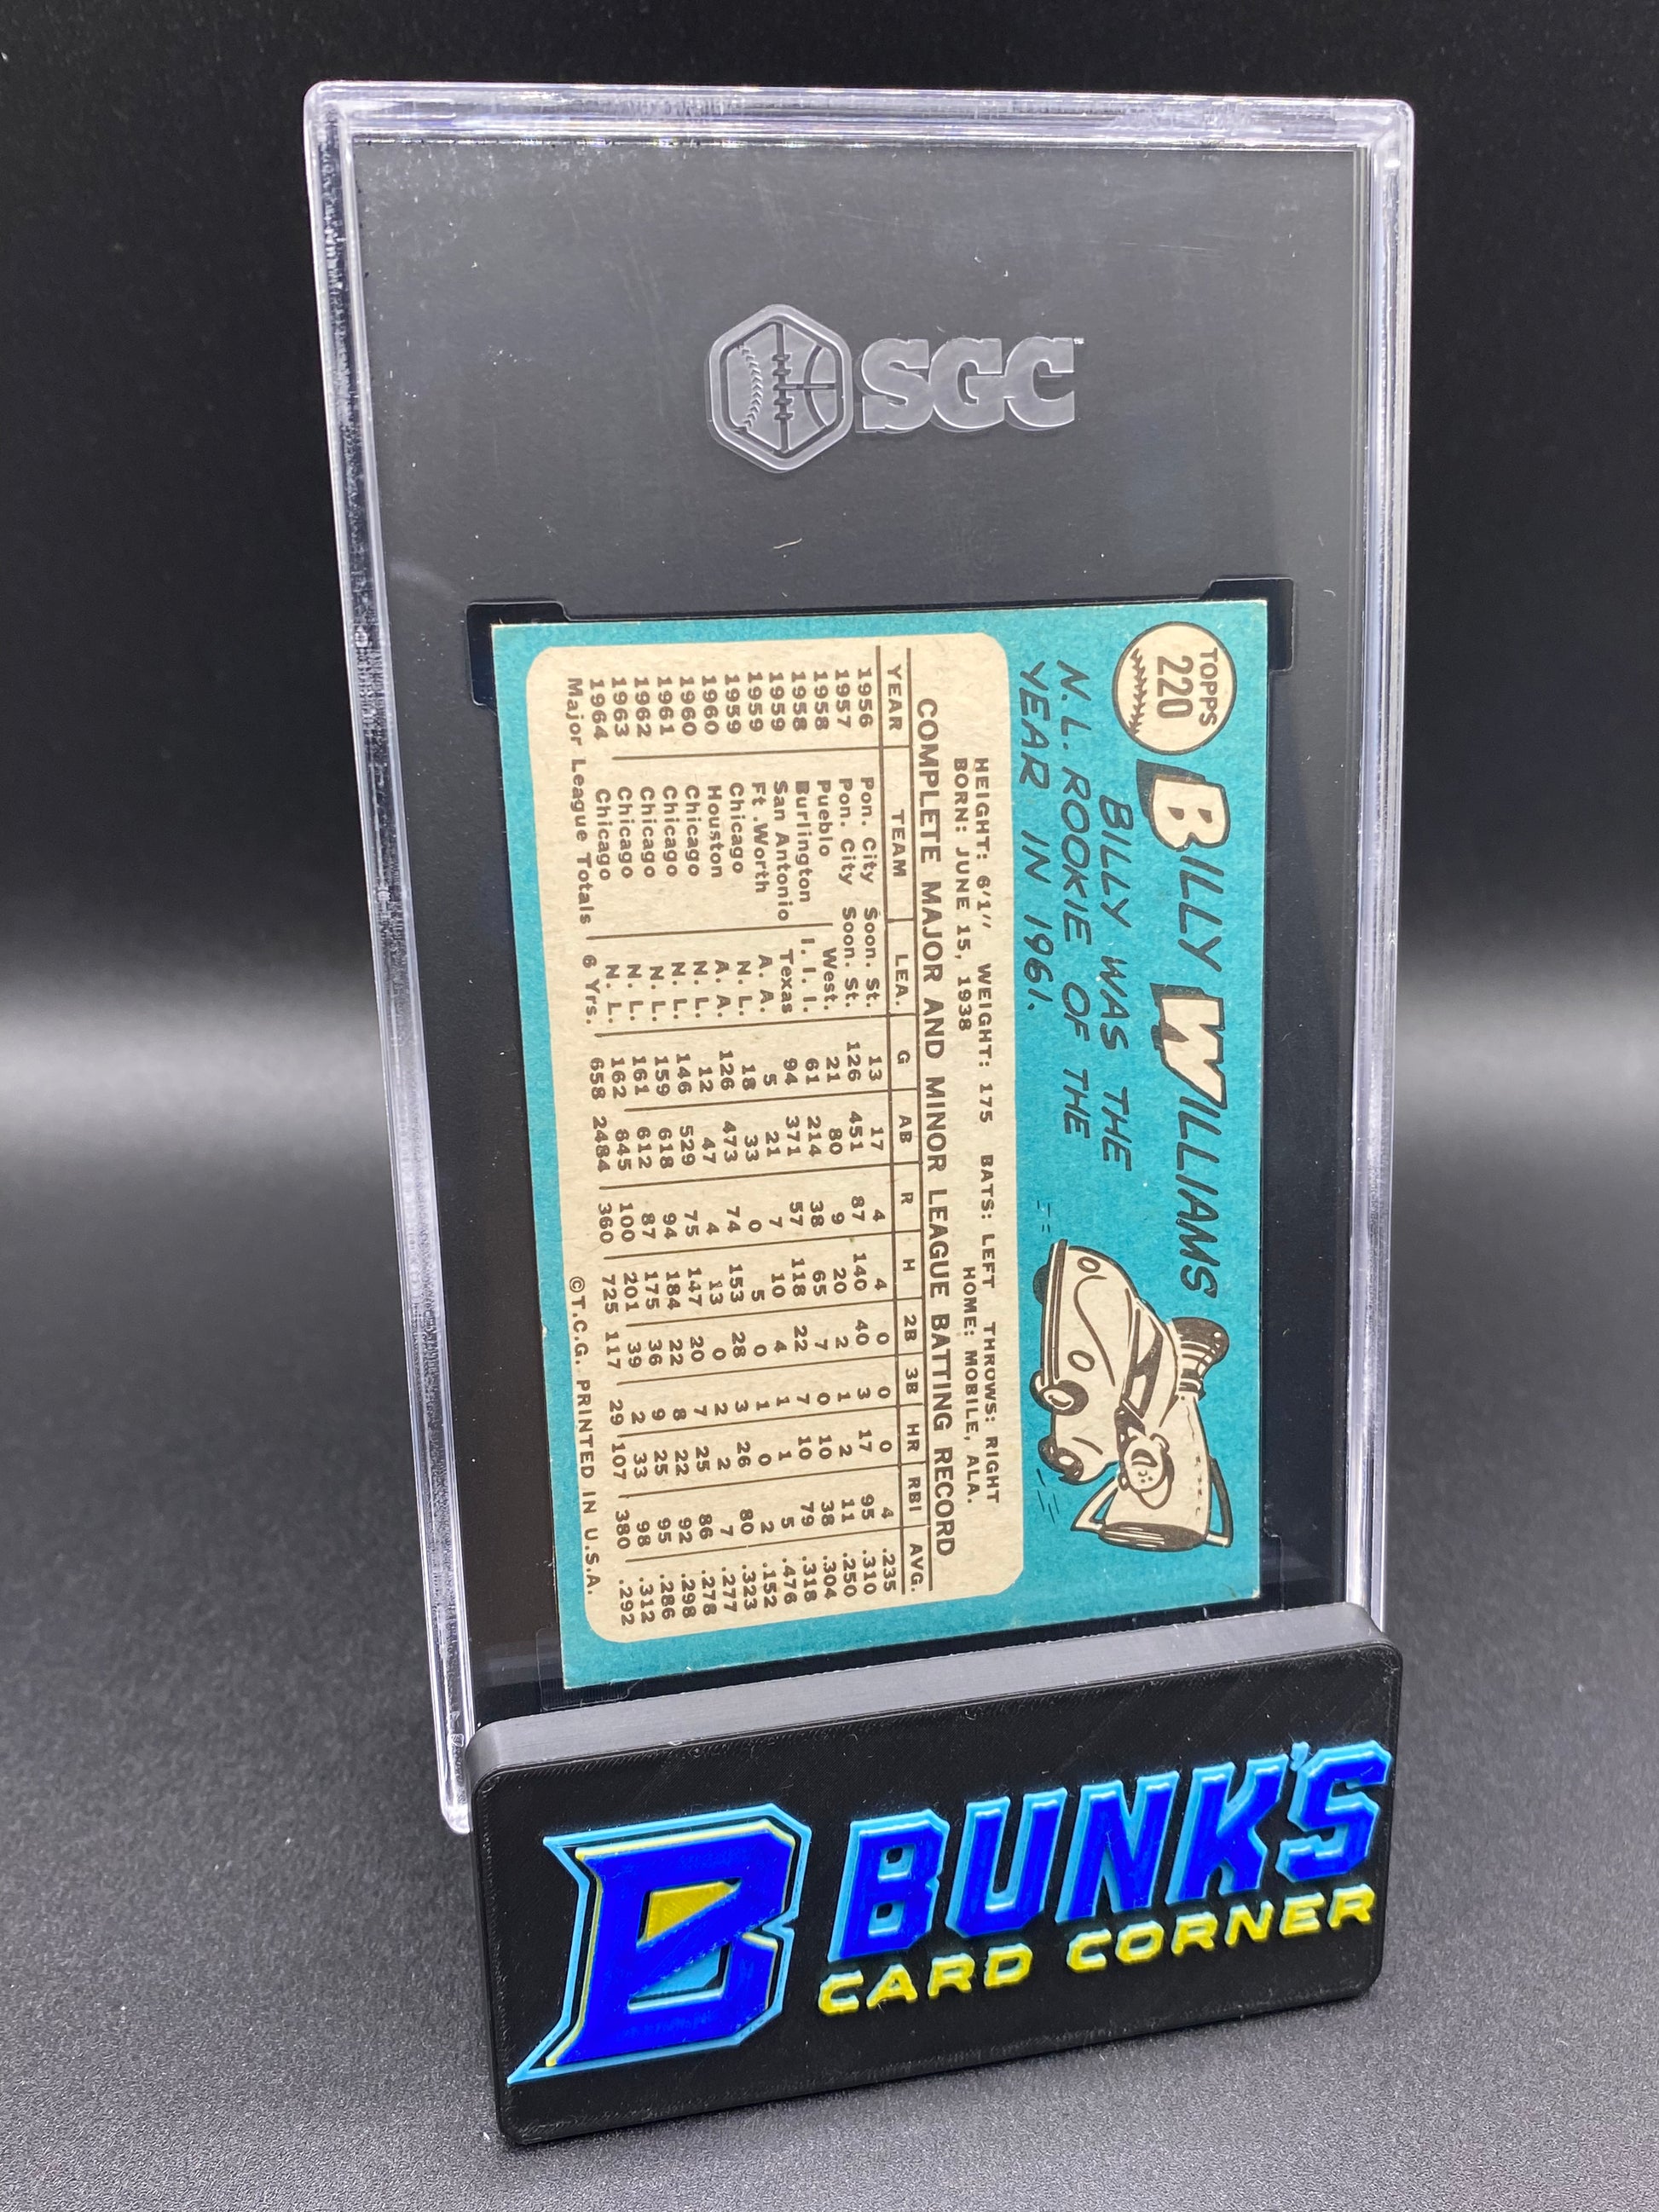 SGC
TOPPS
220
BILLY WILLIAMS
BILLY WAS THE
N. L. ROOKIE OF THE
YEAR IN 1961.
HEIGHT: 6'1" WEIGHT: 175 BATS: LEFT THROWS: RIGHT
BORN: JUNE 15, 1938 HOME: MOBILE, ALA.
COMPLETE MAJOR AND MINOR LEAGUE BATTING RECORD
YEAR TEAM LEA. G AB R H 2B 3B HR RBI AVG.
1956 Pon. City Soon. St. 13 17 4 4 0 0 0 4 .235
1957 Pon. City Soon. St. 126 451 87 140 40 3 17 95 .310
1958 Pueblo West. 21 80 9 20 2 1 2 11 .250
1958 Burlington I. I. I. 61 214 38 65 7 0 10 38 .304
1959 San Antonio Texas 94 371 57 118 22 7 10 79 .318
1959 Ft. Worth A. A. 5 21 7 10 4 1 1 5 .476
1959 Chicago N. L. 18 33 0 5 0 1 0 2 .152
1960 Houston A. A. 126 473 74 153 28 3 26 80 .323
1960 Chicago N. L. 12 47 4 13 0 2 2 7 .277
1961 Chicago N. L. 146 529 75 147 20 7 25 86 .278
1962 Chicago N. L. 159 618 94 184 22 8 22 92 .298
1963 Chicago N. L. 161 612 87 175 36 9 25 95 .286
1964 Chicago N. L. 162 645 100 201 39 2 33 98 .312
Major League Totals 6 Yrs. 658 2484 360 725 117 29 107 380 .292
©T.C.G. PRINTED IN U.S.A.
B BUNK'S
CARD CORNER